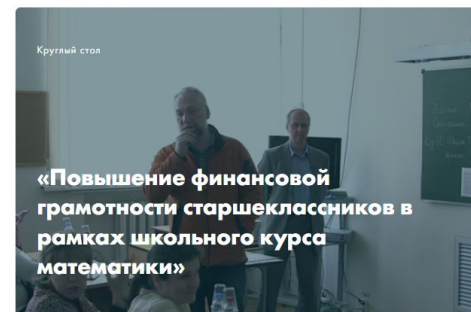 Круглый стол
«Повышение финансовой
грамотности старшеклассников в
рамках школьного курса
математики»